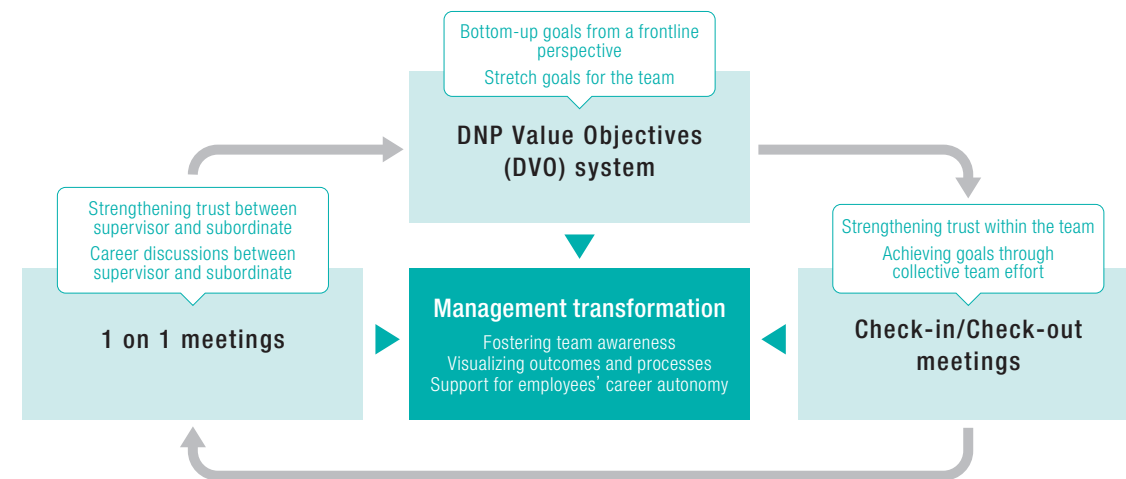 Bottom-up goals from a frontline
perspective
Stretch goals for the team
DNP Value Objectives
(DVO) system
Strengthening trust between
supervisor and subordinate
Career discussions between
supervisor and subordinate
1 on 1 meetings
Management transformation
Fostering team awareness
Visualizing outcomes and processes
Support for employees’ career autonomy
Strengthening trust within the team
Achieving goals through
collective team effort
Check-in/Check-out
meetings